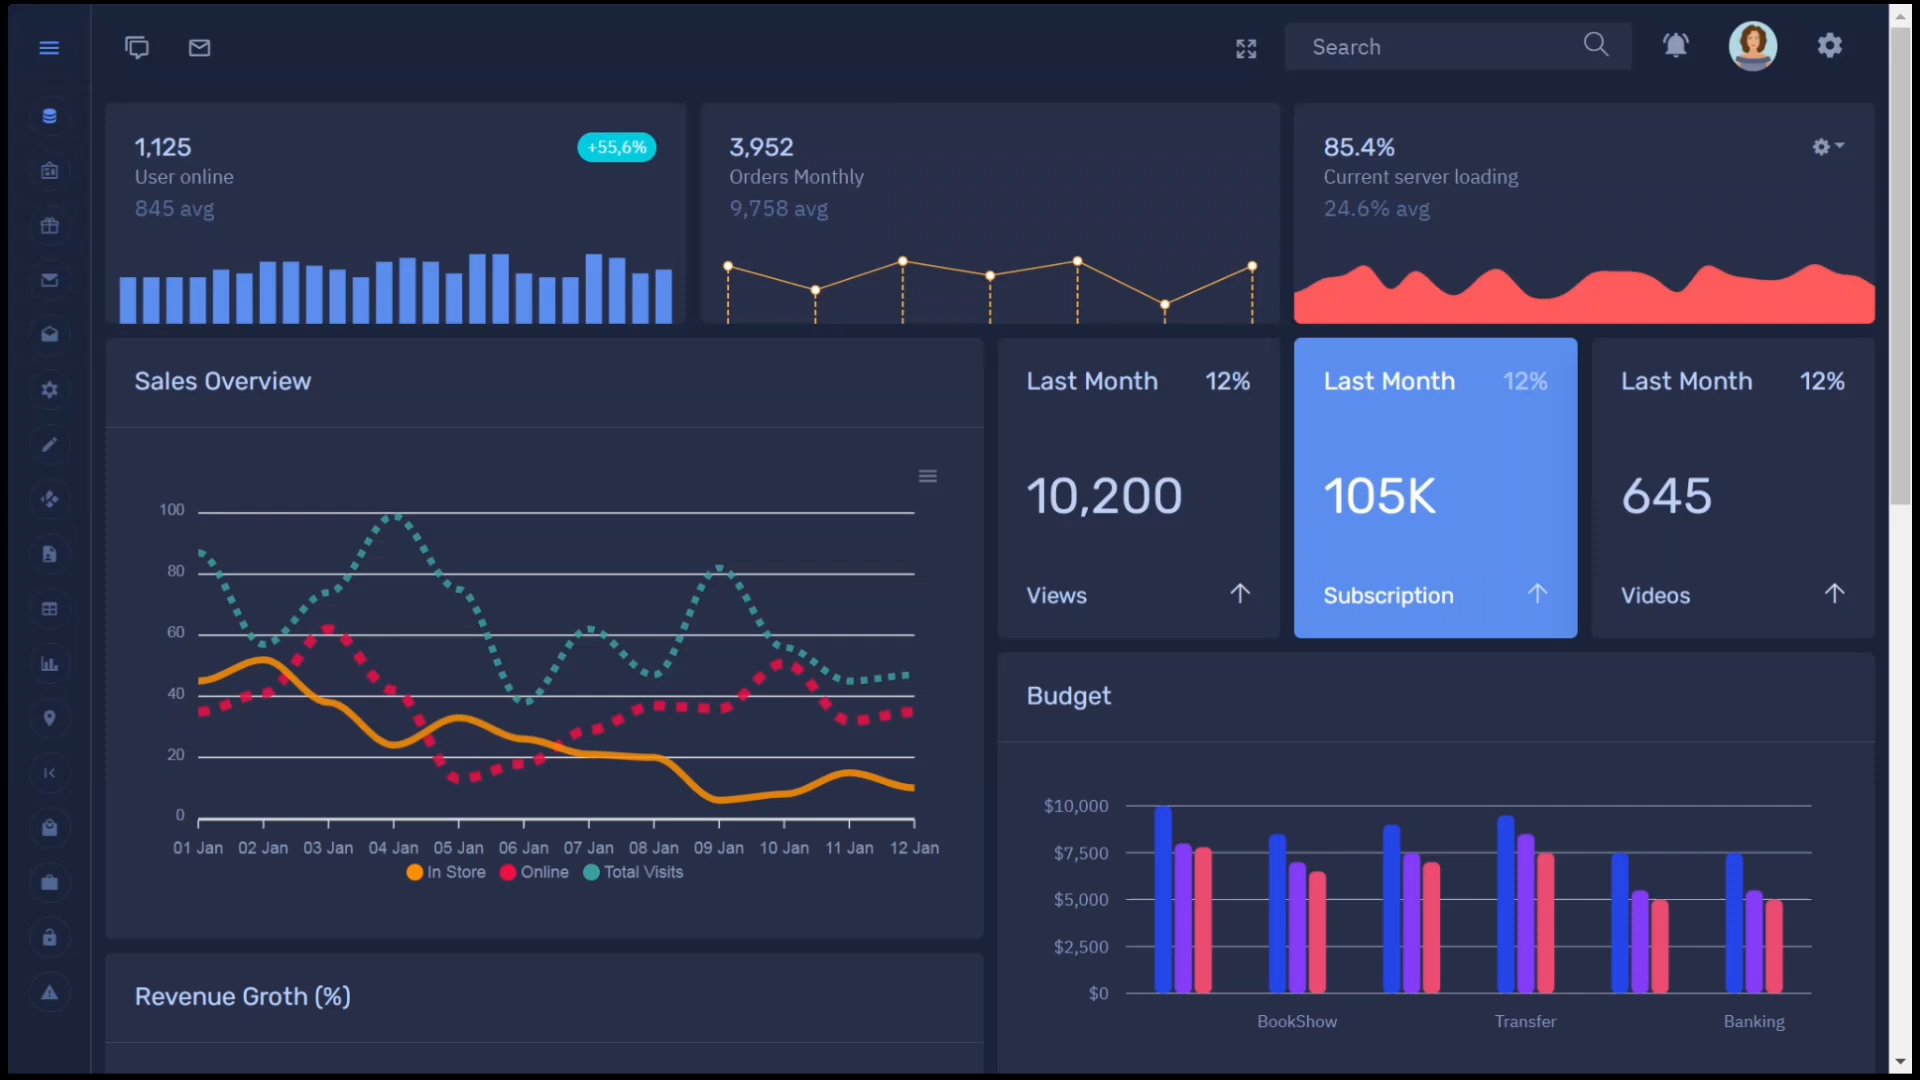 Search
1,125
+55,6%
User online
845 avg
3,952
Orders Monthly
9,758 avg
85.4%
Current server loading
24.6% avg
Sales Overview
100
80
60
40
20
0
01 Jan 02 Jan 03 Jan 04 Jan 05 Jan 06 Jan 07 Jan 08 Jan 09 Jan 10 Jan 11 Jan 12 Jan
In Store Online Total Visits
Last Month 12%
10,200
Views
Last Month 12%
105K
Subscription
Last Month 12%
645
Videos
Budget
$10,000
$7,500
$5,000
$2,500
$0
BookShow Transfer Banking
Revenue Groth (%)